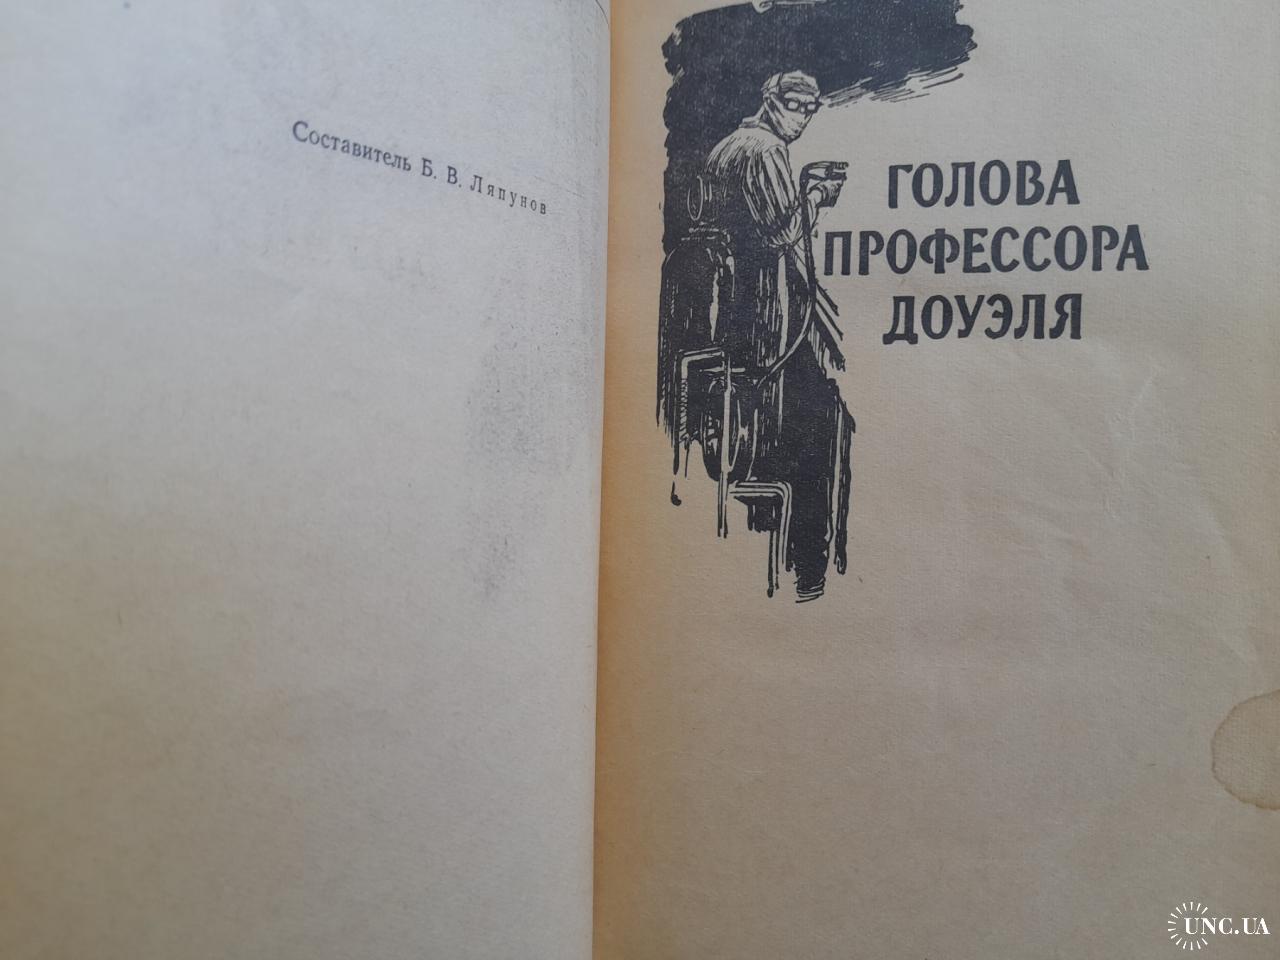 Составитель Б. В. Ляпунов
ГОЛОВА
ПРОФЕССОРА
ДОУЭЛЯ
UNC.UA